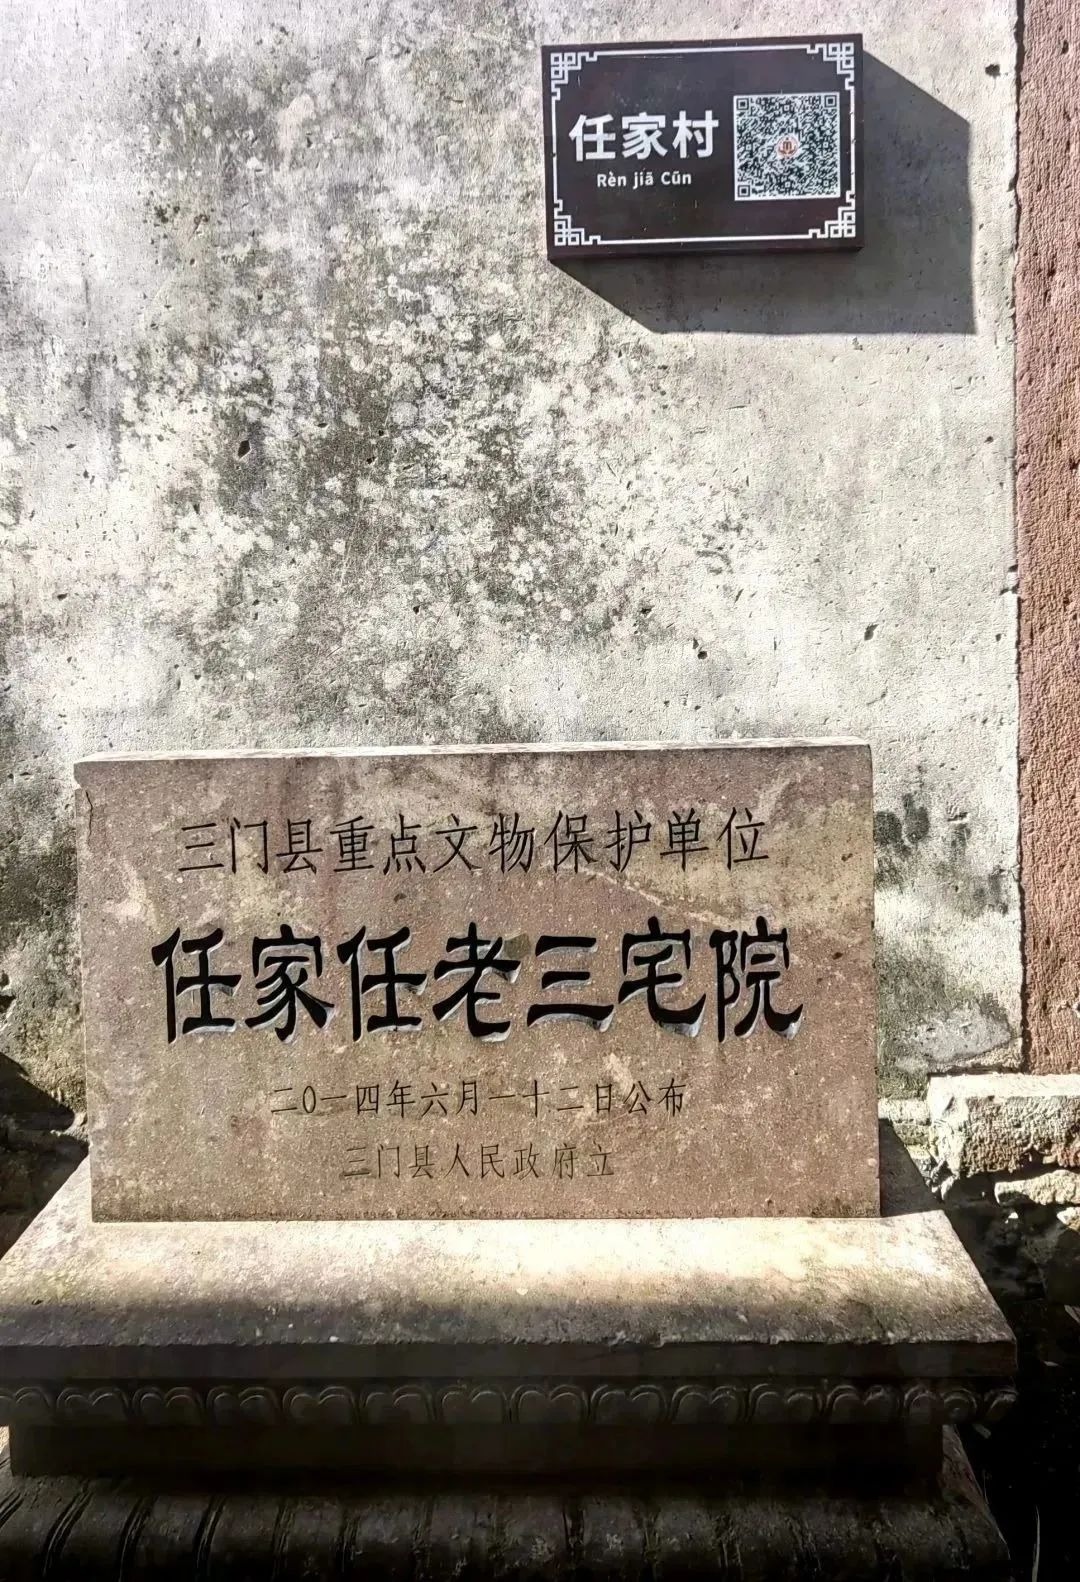 任家村
Rèn jiā Cūn
三门县重点文物保护单位
任家任老三宅院
二0一四年六月一十二日公布
三门县人民政府立